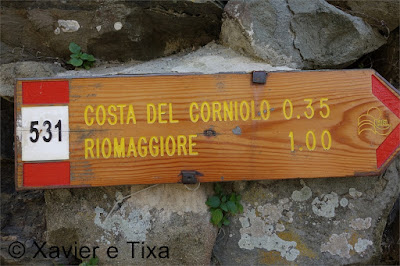 531
COSTA DEL CORNIOLO 0.35
RIOMAGGIORE 1.00
© Xavier e Tixa